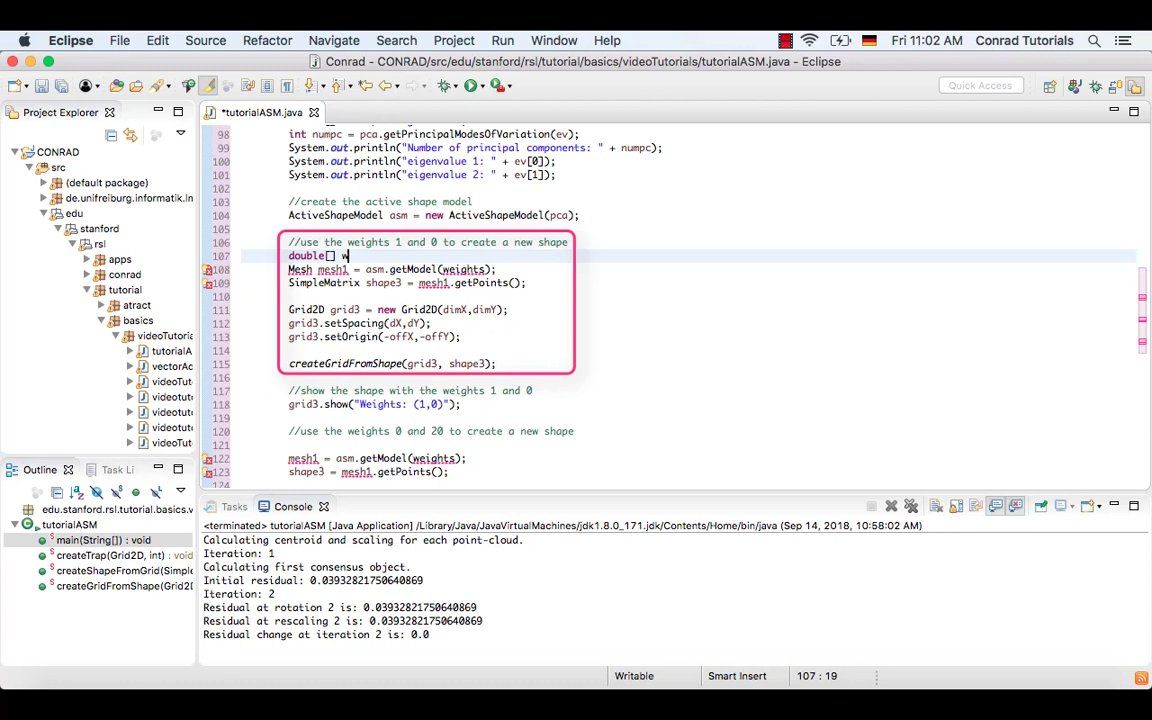 Eclipse File Edit Source Refactor Navigate Search Project Run Window Help Fri 11:02 AM Conrad Tutorials
Conrad - CONRAD/src/edu/stanford/rsl/tutorial/basics/videoTutorials/tutorialASM.java - Eclipse
Quick Access
Project Explorer
CONRAD
src
(default package)
de.unifreiburg.informatik.l
edu
stanford
rsl
apps
conrad
tutorial
atract
basics
videoTutoria
tutorialA
vectorAc
videoTut
videotut
videotut
videotut
videoTut
*tutorialASM.java
98 int numpc = pca.getPrincipalModesOfVariation(ev);
99 System.out.println("Number of principal components: " + numpc);
100 System.out.println("eigenvalue 1: " + ev[0]);
101 System.out.println("eigenvalue 2: " + ev[1]);
102
103 //create the active shape model
104 ActiveShapeModel asm = new ActiveShapeModel(pca);
105
106 //use the weights 1 and 0 to create a new shape
107 double[] w
108 Mesh mesh1 = asm.getModel(weights);
109 SimpleMatrix shape3 = mesh1.getPoints();
110
111 Grid2D grid3 = new Grid2D(dimX,dimY);
112 grid3.setSpacing(dX,dY);
113 grid3.setOrigin(-offX,-offY);
114
115 createGridFromShape(grid3, shape3);
116
117 //show the shape with the weights 1 and 0
118 grid3.show("Weights: (1,0)");
119
120 //use the weights 0 and 20 to create a new shape
121
122 mesh1 = asm.getModel(weights);
123 shape3 = mesh1.getPoints();
Outline Task Li
edu.stanford.rsl.tutorial.basics.v
tutorialASM
main(String[]) : void
createTrap(Grid2D, int) : void
createShapeFromGrid(Simple
createGridFromShape(Grid2
Tasks Console
<terminated> tutorialASM [Java Application] /Library/Java/JavaVirtualMachines/jdk1.8.0_171.jdk/Contents/Home/bin/java (Sep 14, 2018, 10:58:02 AM)
Calculating centroid and scaling for each point-cloud.
Iteration: 1
Calculating first consensus object.
Initial residual: 0.03932821750640869
Iteration: 2
Residual at rotation 2 is: 0.03932821750640869
Residual at rescaling 2 is: 0.03932821750640869
Residual change at iteration 2 is: 0.0
Writable Smart Insert 107 : 19